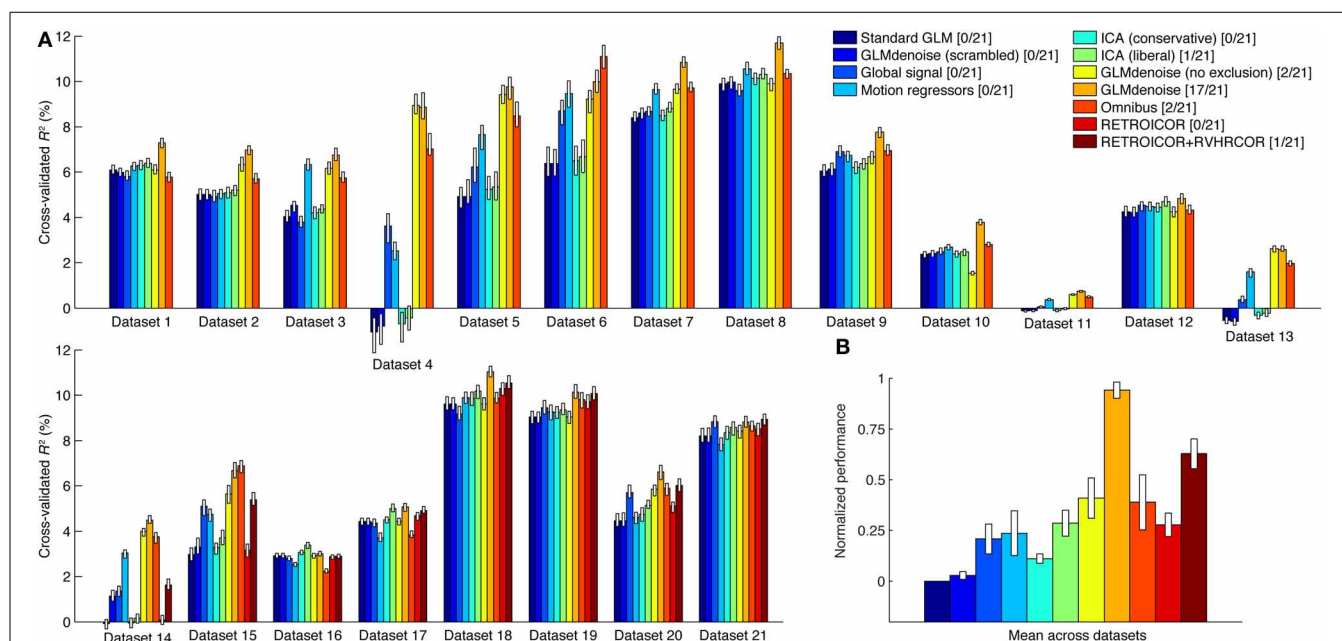 A
Cross-validated R² (%)
12
10
8
6
4
2
0
Standard GLM [0/21]
GLMdenoise (scrambled) [0/21]
Global signal [0/21]
Motion regressors [0/21]
ICA (conservative) [0/21]
ICA (liberal) [1/21]
GLMdenoise (no exclusion) [2/21]
GLMdenoise [17/21]
Omnibus [2/21]
RETROICOR [0/21]
RETROICOR+RVHRCOR [1/21]
Dataset 1
Dataset 2
Dataset 3
Dataset 4
Dataset 5
Dataset 6
Dataset 7
Dataset 8
Dataset 9
Dataset 10
Dataset 11
Dataset 12
Dataset 13
Cross-validated R² (%)
12
10
8
6
4
2
0
Dataset 14
Dataset 15
Dataset 16
Dataset 17
Dataset 18
Dataset 19
Dataset 20
Dataset 21
B
Normalized performance
1
0.75
0.5
0.25
0
Mean across datasets